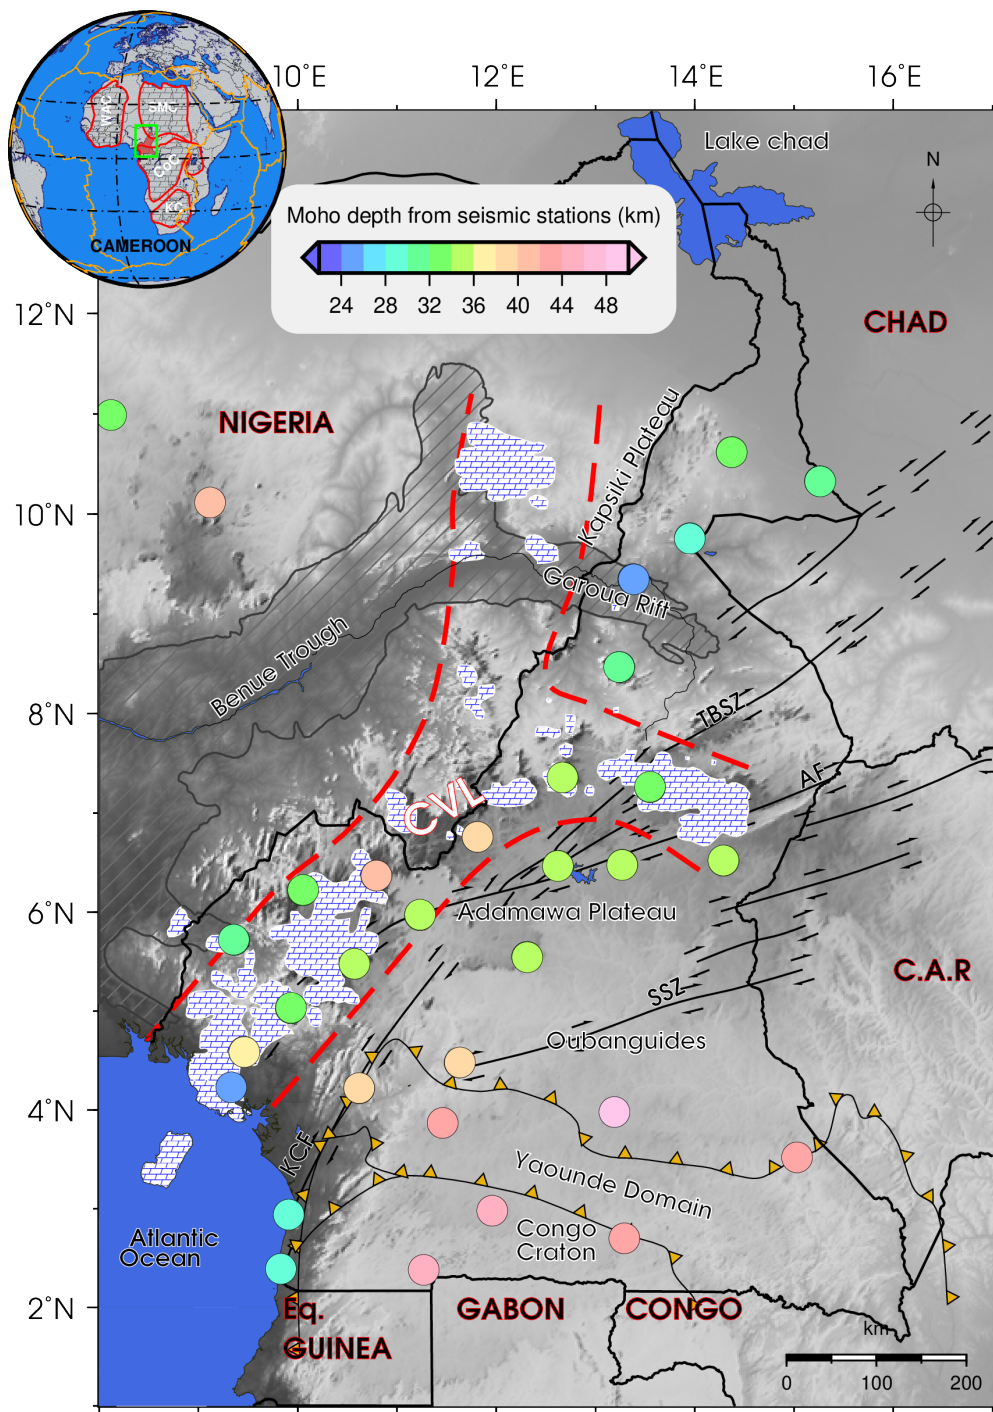 10°E
12°E
14°E
16°E
WAC
SMC
CoC
KC
CAMEROON
Lake chad
N
Moho depth from seismic stations (km)
24 28 32 36 40 44 48
12°N
CHAD
NIGERIA
Kapsiki Plateau
10°N
Garoua Rift
Benue Trough
8°N
TBSZ
AF
CVL
6°N
Adamawa Plateau
C.A.R
SSZ
Oubanguides
4°N
KCF
Yaounde Domain
Congo
Craton
Atlantic
Ocean
2°N
Eq.
GUINEA
GABON
CONGO
km
0 100 200